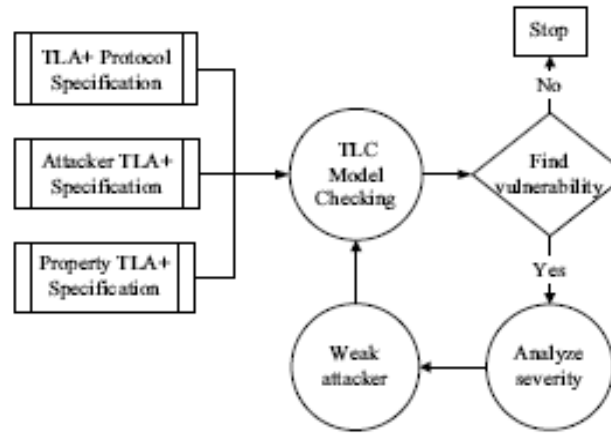 TLA+ Protocol
Specification
Attacker TLA+
Specification
Property TLA+
Specification
TLC
Model
Checking
Stop
No
Find
vulnerability
Yes
Analyze
severity
Weak
attacker